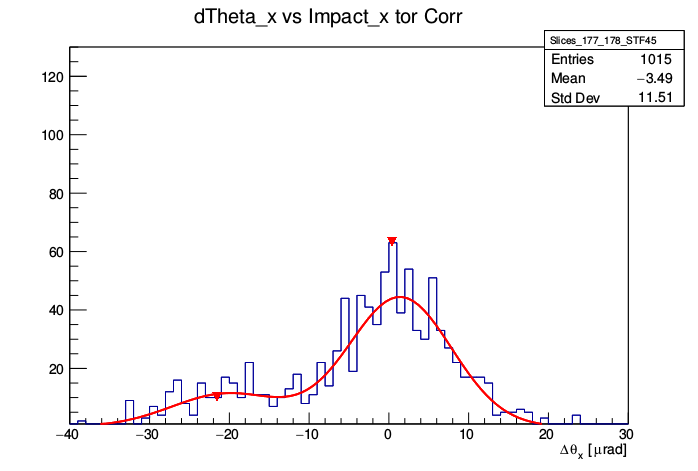 dTheta_x vs Impact_x tor Corr
Slices_177_178_STF45
Entries 1015
Mean −3.49
Std Dev 11.51
120
100
80
60
40
20
−40 −30 −20 −10 0 10 20 30
Δθx [μrad]